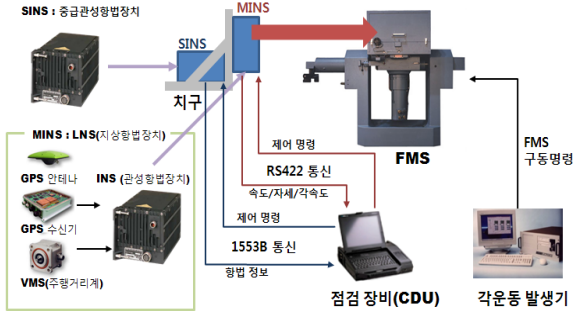 SINS : 중급관성항법장치
MINS
SINS
치구
MINS : LNS(지상항법장치)
GPS 안테나
INS (관성항법장치)
GPS 수신기
VMS(주행거리계)
제어 명령
RS422 통신
속도/자세/각속도
제어 명령
1553B 통신
항법 정보
FMS
FMS
구동명령
점검 장비(CDU)
각운동 발생기